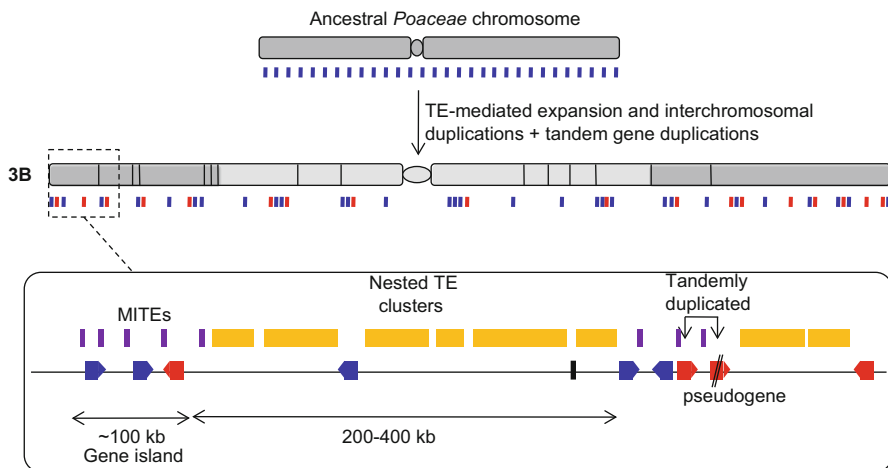 Ancestral Poaceae chromosome
TE-mediated expansion and interchromosomal
duplications + tandem gene duplications
3B
MITEs
Nested TE
clusters
Tandemly
duplicated
pseudogene
~100 kb
Gene island
200-400 kb